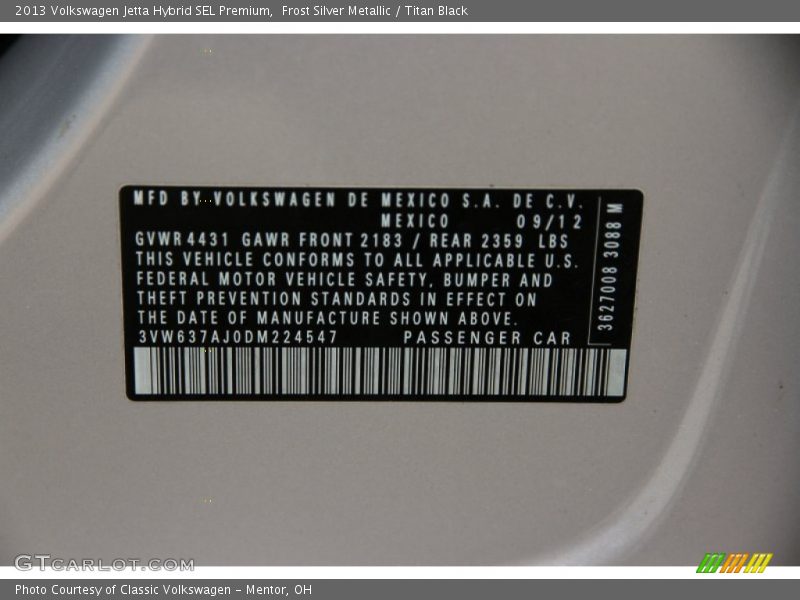 2013 Volkswagen Jetta Hybrid SEL Premium,  Frost Silver Metallic / Titan Black
MFD BY VOLKSWAGEN DE MEXICO S.A. DE C.V.
MEXICO 09/12
GVWR 4431 GAWR FRONT 2183 / REAR 2359 LBS
THIS VEHICLE CONFORMS TO ALL APPLICABLE U.S.
FEDERAL MOTOR VEHICLE SAFETY, BUMPER AND
THEFT PREVENTION STANDARDS IN EFFECT ON
THE DATE OF MANUFACTURE SHOWN ABOVE.
3VW637AJ0DM224547 PASSENGER CAR
3627008 3088 M
GTCarLot.com
Photo Courtesy of Classic Volkswagen - Mentor, OH